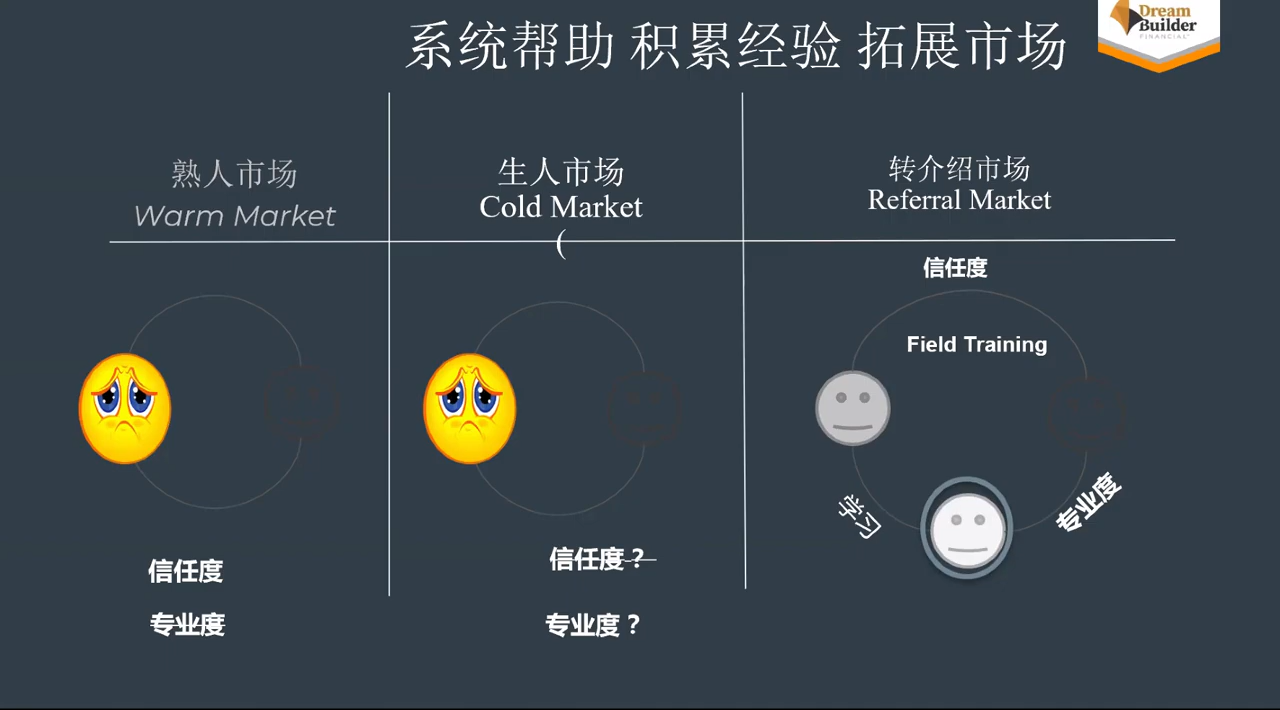 系统帮助 积累经验 拓展市场
Dream
Builder
FINANCIAL
熟人市场
Warm Market
生人市场
Cold Market
(
转介绍市场
Referral Market
信任度
专业度
信任度？
专业度？
信任度
Field Training
学习
专业度